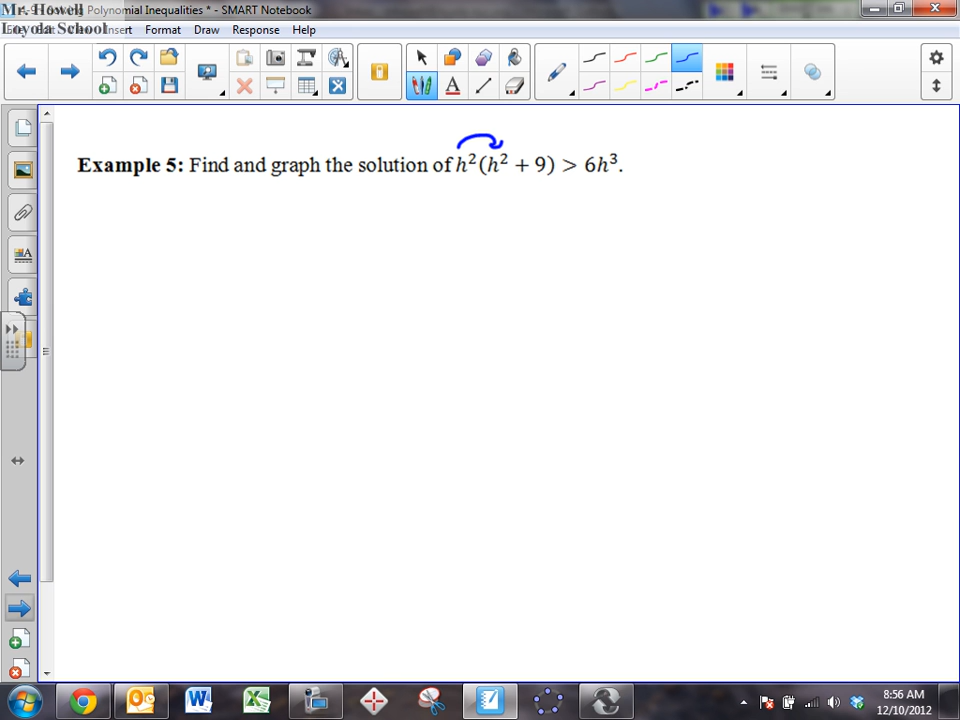 Mr. Howell
Polynomial Inequalities * - SMART Notebook
Loyola School
Insert Format Draw Response Help
Example 5: Find and graph the solution of h²(h² + 9) > 6h³.
8:56 AM
12/10/2012